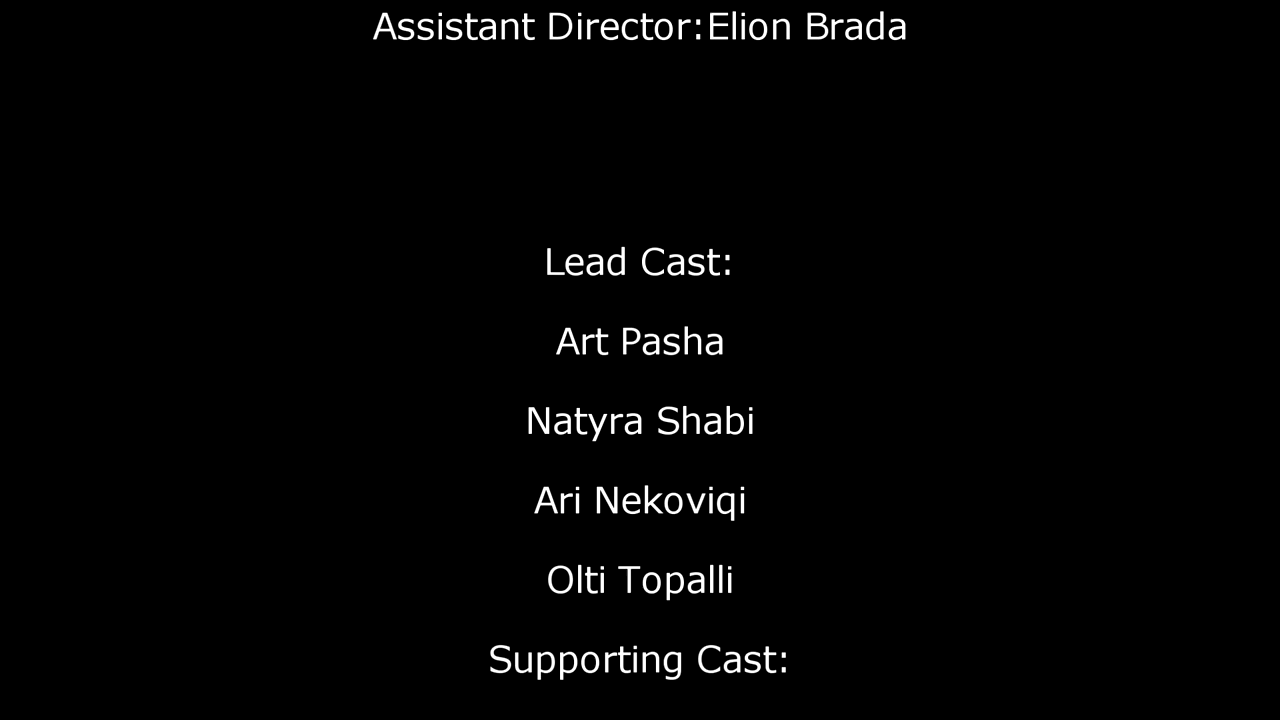 Assistant Director:Elion Brada
Lead Cast:
Art Pasha
Natyra Shabi
Ari Nekoviqi
Olti Topalli
Supporting Cast: